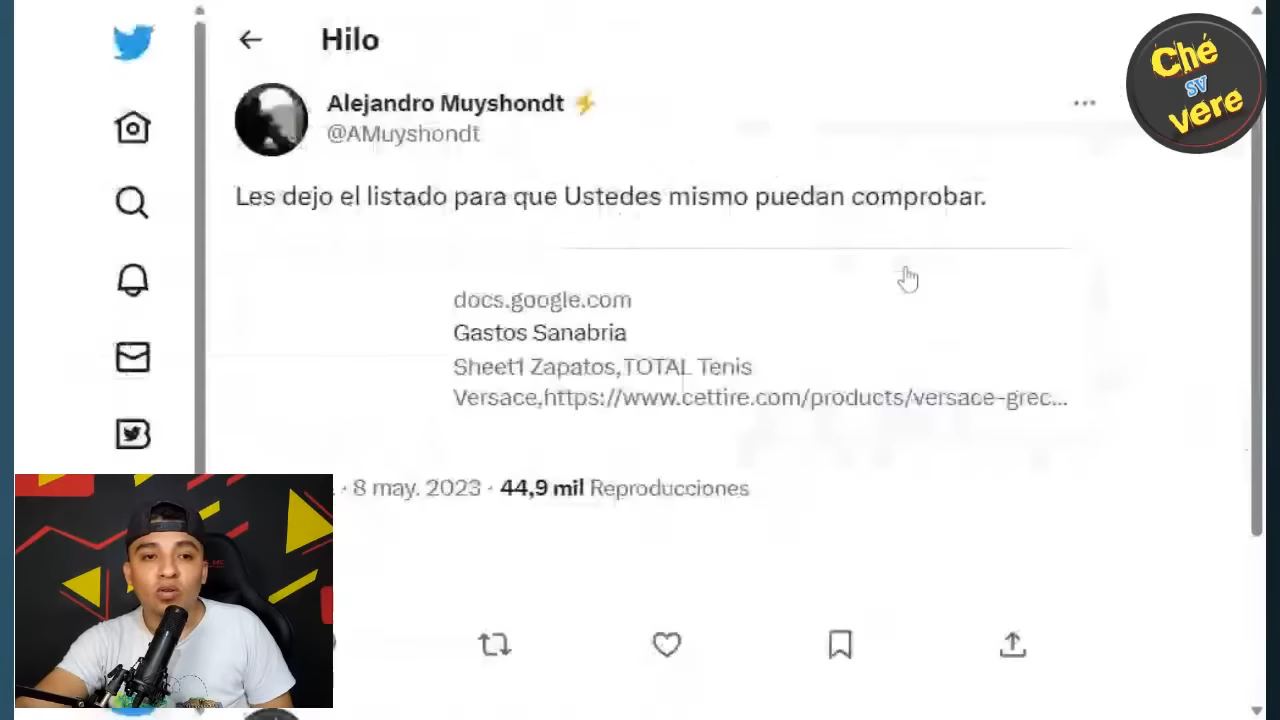 Hilo
Alejandro Muyshondt ⚡
@AMuyshondt
Les dejo el listado para que Ustedes mismo puedan comprobar.
docs.google.com
Gastos Sanabria
Sheet1 Zapatos,TOTAL Tenis
Versace,https://www.cettire.com/products/versace-grec...
· 8 may. 2023 · 44,9 mil Reproducciones
Ché
sv
vere